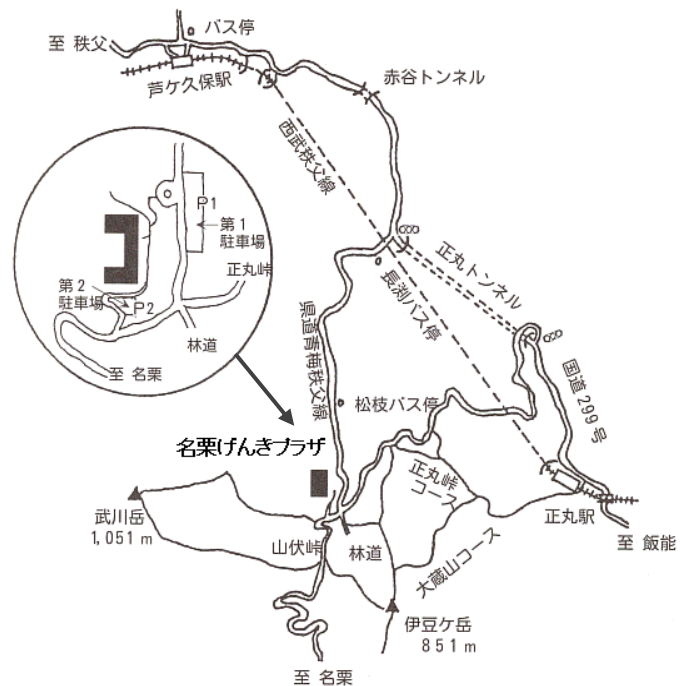 バス停
至 秩父
芦ケ久保駅
赤谷トンネル
西武秩父線
P1
第1
駐車場
正丸峠
第2
駐車場
P2
林道
至 名栗
正丸トンネル
長渕バス停
県道青梅秩父線
国道299号
松枝バス停
名栗げんきプラザ
正丸峠
コース
武川岳
1,051m
山伏峠
林道
大蔵山コース
正丸駅
至 飯能
伊豆ケ岳
851m
至 名栗